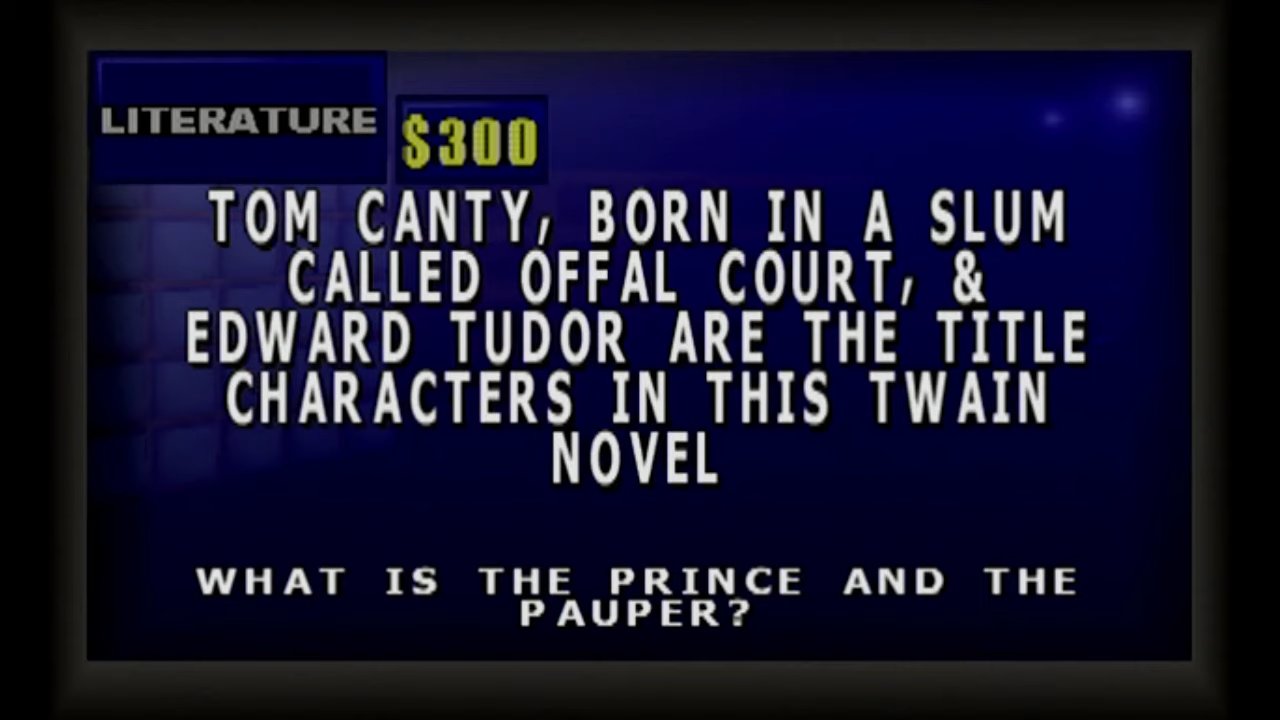 LITERATURE
$300
TOM CANTY, BORN IN A SLUM
CALLED OFFAL COURT, &
EDWARD TUDOR ARE THE TITLE
CHARACTERS IN THIS TWAIN
NOVEL
WHAT IS THE PRINCE AND THE
PAUPER?